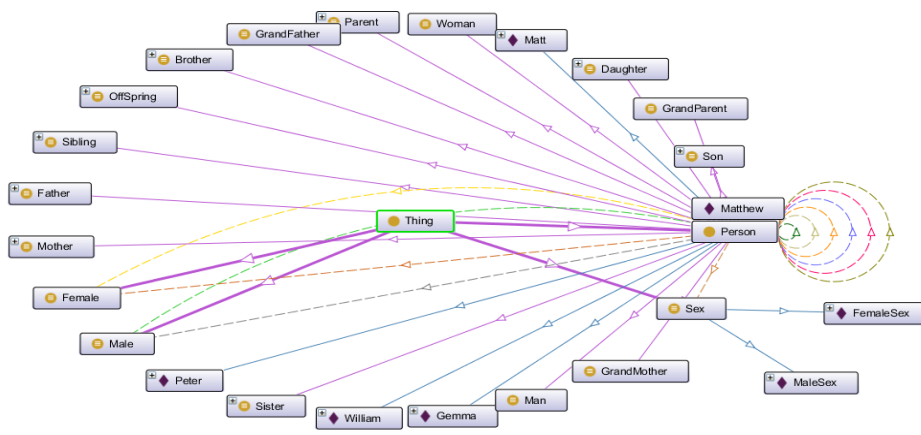 Parent
Woman
GrandFather
Matt
Brother
Daughter
OffSpring
GrandParent
Sibling
Son
Father
Matthew
Thing
Person
Mother
Female
Sex
FemaleSex
Male
GrandMother
Peter
MaleSex
Sister
Man
William
Gemma